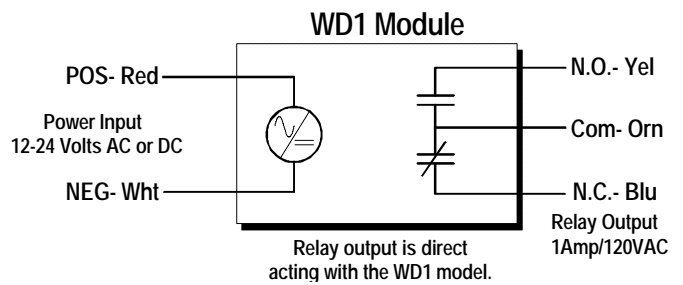 WD1 Module
POS- Red
Power Input
12-24 Volts AC or DC
NEG- Wht
N.O.- Yel
Com- Orn
N.C.- Blu
Relay Output
1Amp/120VAC
Relay output is direct
acting with the WD1 model.